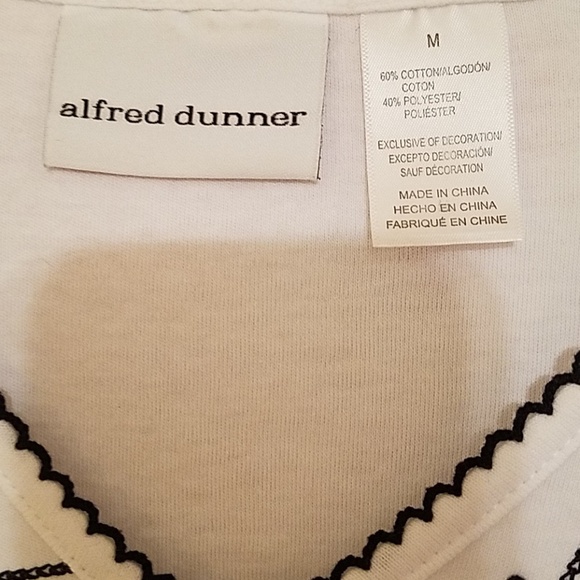 alfred dunner
M
60% COTTON/ALGODÓN/
COTON
40% POLYESTER/
POLIÉSTER
EXCLUSIVE OF DECORATION/
EXCEPTO DECORACIÓN/
SAUF DÉCORATION
MADE IN CHINA
HECHO EN CHINA
FABRIQUÉ EN CHINE